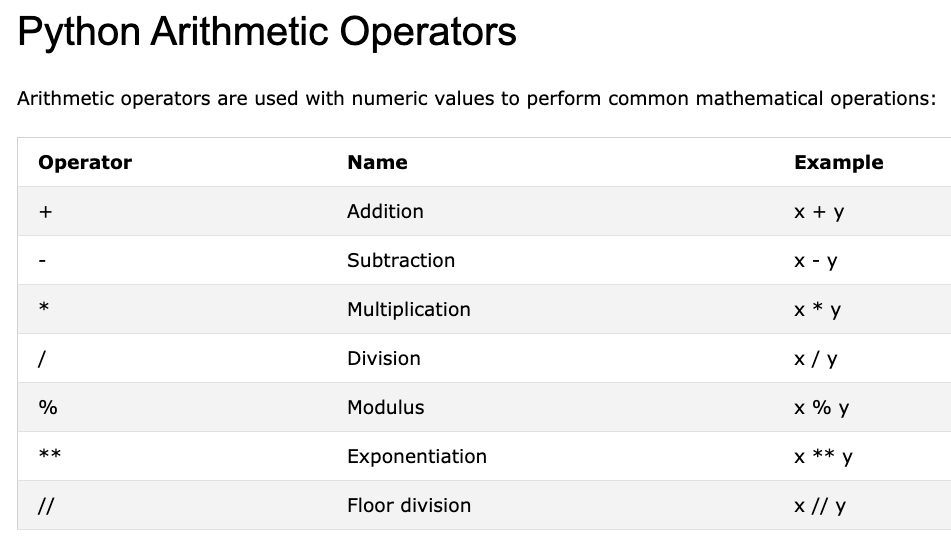 Python Arithmetic Operators
Arithmetic operators are used with numeric values to perform common mathematical operations:
Operator Name Example
+ Addition x + y
- Subtraction x - y
* Multiplication x * y
/ Division x / y
% Modulus x % y
** Exponentiation x ** y
// Floor division x // y